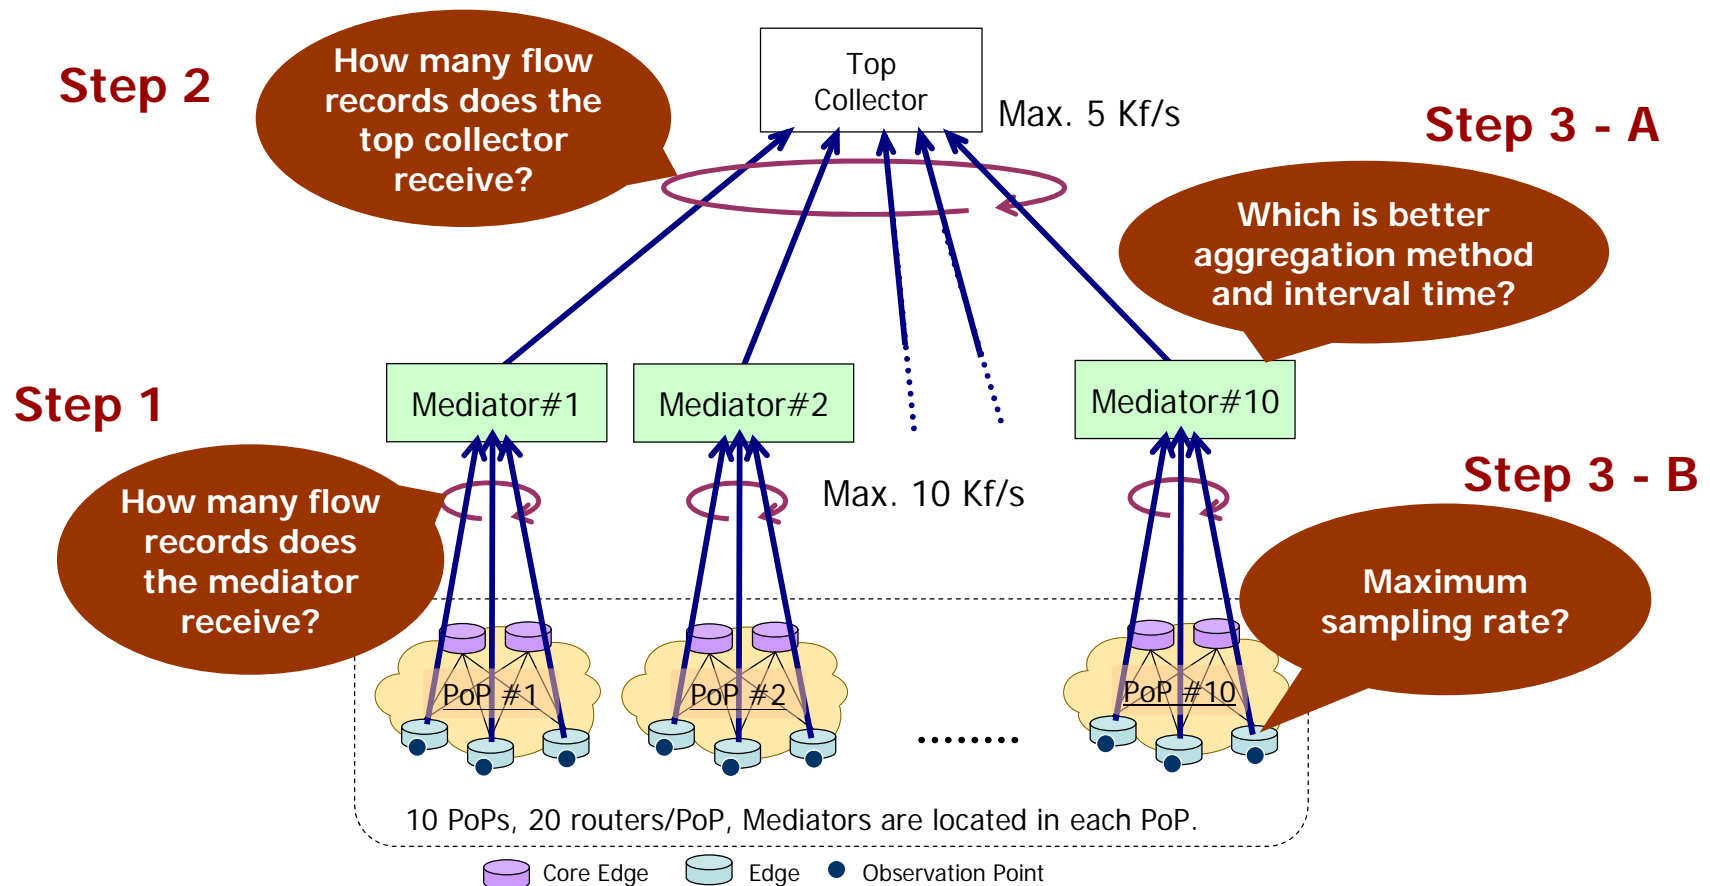 Step 2
How many flow
records does the
top collector
receive?
Top
Collector
Max. 5 Kf/s
Step 3 - A
Which is better
aggregation method
and interval time?
Step 1
Mediator#1
Mediator#2
Mediator#10
How many flow
records does
the mediator
receive?
Max. 10 Kf/s
Step 3 - B
Maximum
sampling rate?
PoP #1
PoP #2
PoP #10
10 PoPs, 20 routers/PoP, Mediators are located in each PoP.
Core Edge
Edge
Observation Point